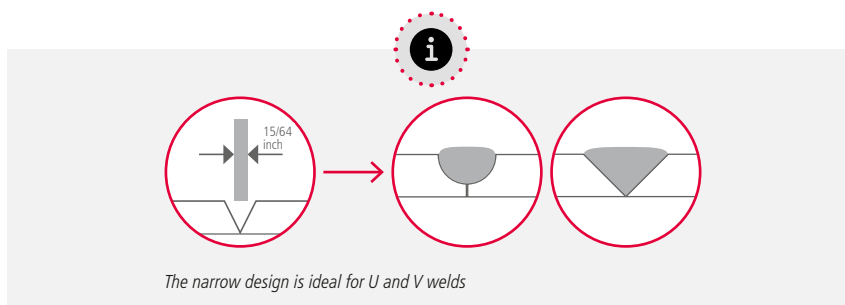 i
15/64
inch
The narrow design is ideal for U and V welds